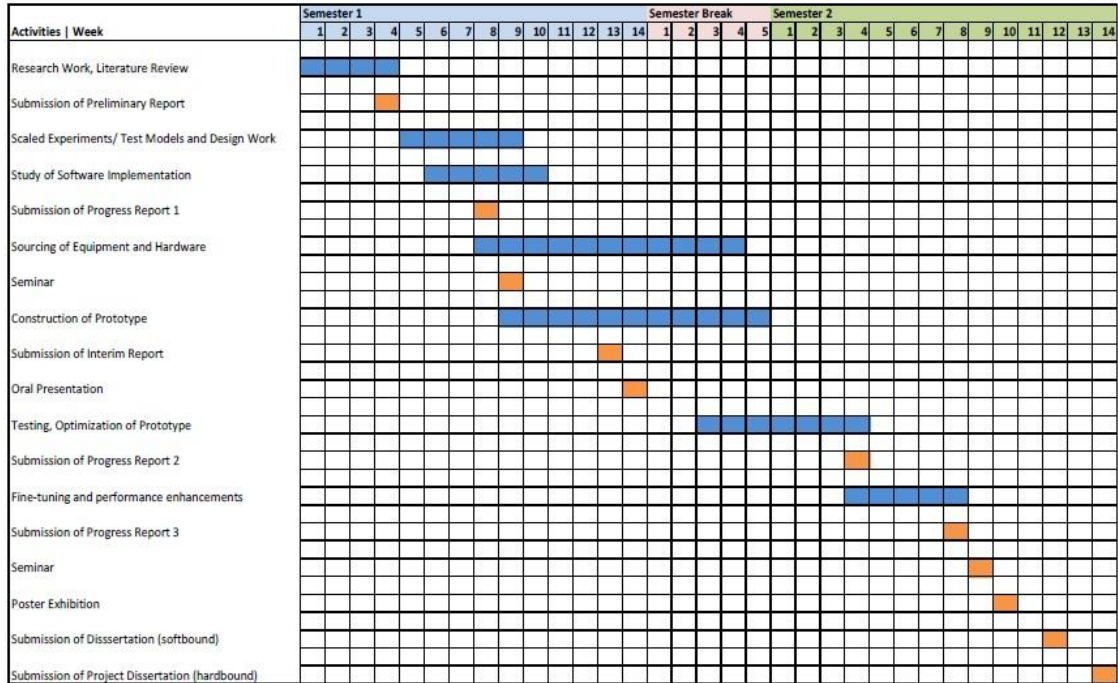 Semester 1 Semester Break Semester 2
Activities | Week 1 2 3 4 5 6 7 8 9 10 11 12 13 14 1 2 3 4 5 1 2 3 4 5 6 7 8 9 10 11 12 13 14
Research Work, Literature Review
Submission of Preliminary Report
Scaled Experiments/ Test Models and Design Work
Study of Software Implementation
Submission of Progress Report 1
Sourcing of Equipment and Hardware
Seminar
Construction of Prototype
Submission of Interim Report
Oral Presentation
Testing, Optimization of Prototype
Submission of Progress Report 2
Fine-tuning and performance enhancements
Submission of Progress Report 3
Seminar
Poster Exhibition
Submission of Disssertation (softbound)
Submission of Project Dissertation (hardbound)